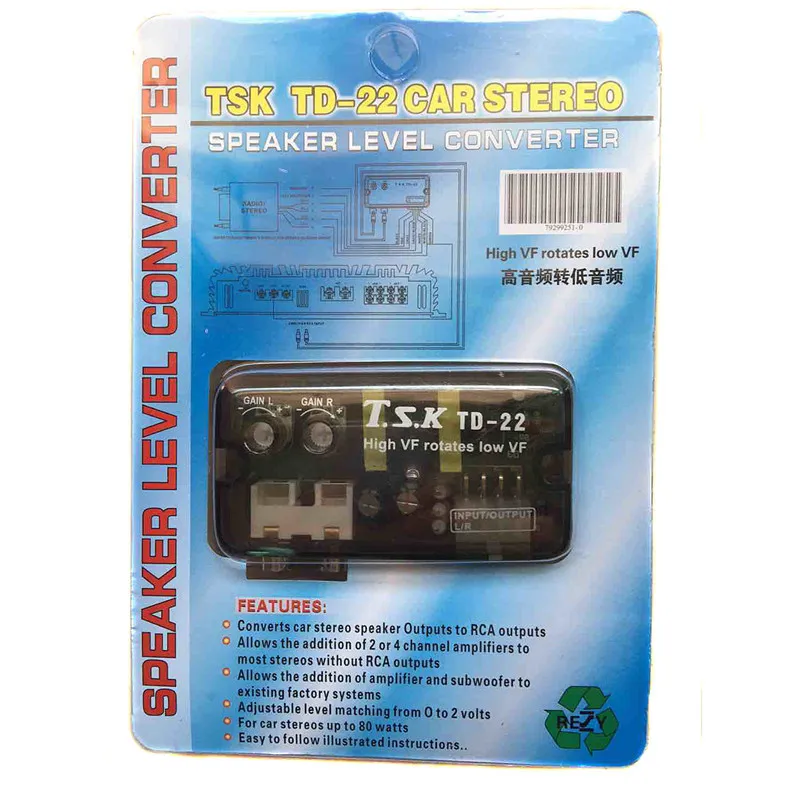 TSK TD-22 CAR STEREO
SPEAKER LEVEL CONVERTER
SPEAKER LEVEL CONVERTER
RADIO/
STEREO
T.S.K TD-22
79299251-0
High VF rotates low VF
高音频转低音频
GAIN L
GAIN R
- +
- +
T.S.K TD-22
High VF rotates low VF
INPUT/OUTPUT
L/R
FEATURES:
Converts car stereo speaker Outputs to RCA outputs
Allows the addition of 2 or 4 channel amplifiers to
most stereos without RCA outputs
Allows the addition of amplifier and subwoofer to
existing factory systems
Adjustable level matching from O to 2 volts
For car stereos up to 80 watts
Easy to follow illustrated instructions..
REZY